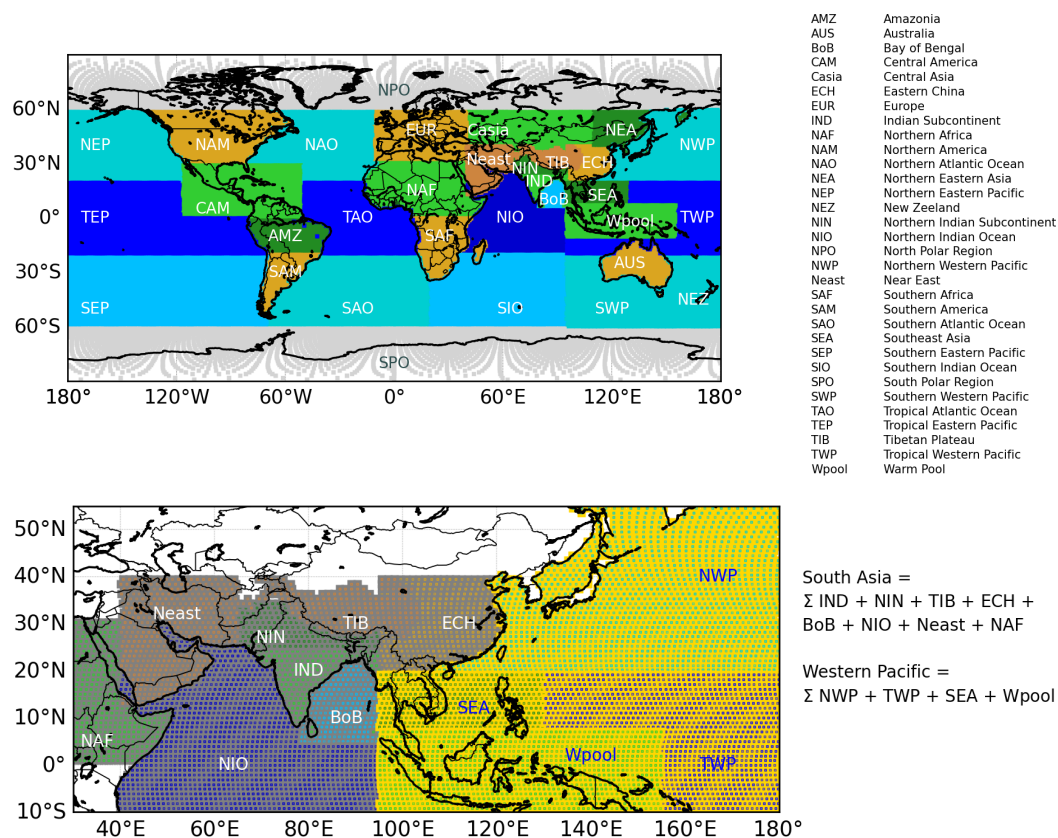 AMZ Amazonia
AUS Australia
BoB Bay of Bengal
CAM Central America
Casia Central Asia
ECH Eastern China
EUR Europe
IND Indian Subcontinent
NAF Northern Africa
NAM Northern America
NAO Northern Atlantic Ocean
NEA Northern Eastern Asia
NEP Northern Eastern Pacific
NEZ New Zeeland
NIN Northern Indian Subcontinent
NIO Northern Indian Ocean
NPO North Polar Region
NWP Northern Western Pacific
Neast Near East
SAF Southern Africa
SAM Southern America
SAO Southern Atlantic Ocean
SEA Southeast Asia
SEP Southern Eastern Pacific
SIO Southern Indian Ocean
SPO South Polar Region
SWP Southern Western Pacific
TAO Tropical Atlantic Ocean
TEP Tropical Eastern Pacific
TIB Tibetan Plateau
TWP Tropical Western Pacific
Wpool Warm Pool
NPO
60°N
EUR Casia NEA
NEP NAM NAO NWP
30°N
Neast NIN TIB ECH
NAF IND SEA
BoB
CAM
0°
TEP TAO NIO Wpool TWP
AMZ SAF
30°S
SAM AUS
SEP SAO SIO SWP NEZ
60°S
SPO
180° 120°W 60°W 0° 60°E 120°E 180°
50°N
40°N
NWP
Neast
30°N
NIN TIB ECH
20°N
IND
10°N
BoB SEA
NAF
0°
NIO Wpool TWP
10°S
40°E 60°E 80°E 100°E 120°E 140°E 160°E 180°
South Asia =
Σ IND + NIN + TIB + ECH +
BoB + NIO + Neast + NAF
Western Pacific =
Σ NWP + TWP + SEA + Wpool